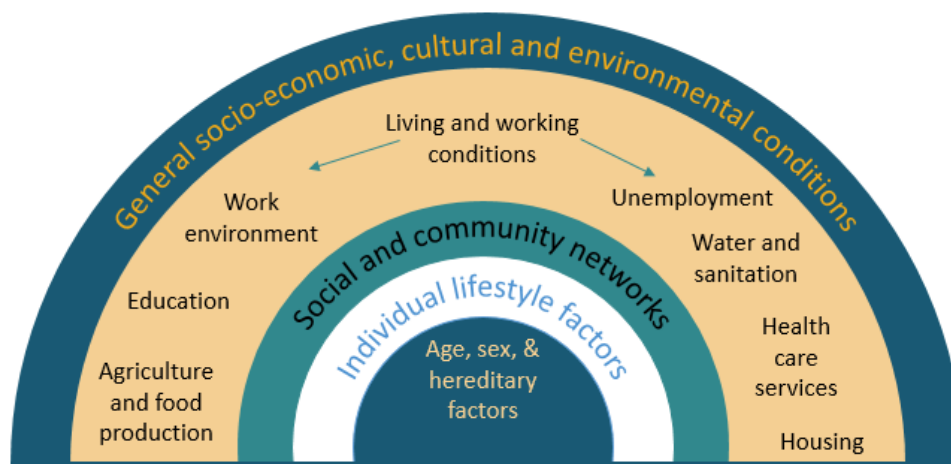 General socio-economic, cultural and environmental conditions
Living and working
conditions
Work
environment
Unemployment
Education
Water and
sanitation
Agriculture
and food
production
Health
care
services
Housing
Social and community networks
Individual lifestyle factors
Age, sex, &
hereditary
factors